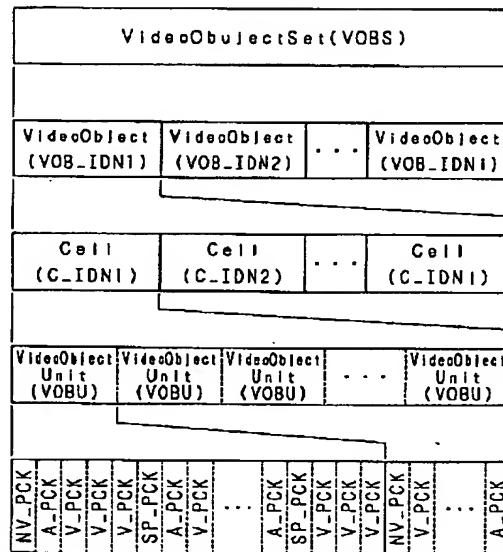 VideoObujectSet(VOBS)
VideoObject VideoObject ... VideoObject
(VOB_IDN1) (VOB_IDN2) (VOB_IDNi)
Cell Cell ... Cell
(C_IDN1) (C_IDN2) (C_IDNi)
VideoObject VideoObject VideoObject VideoObject
Unit Unit Unit .... Unit
(VOBU) (VOBU) (VOBU) (VOBU)
NV_PCK
A_PCK
V_PCK
V_PCK
V_PCK
SP_PCK
A_PCK
...
A_PCK
SP_PCK
V_PCK
V_PCK
V_PCK
NV_PCK
V_PCK
...
A_PCK